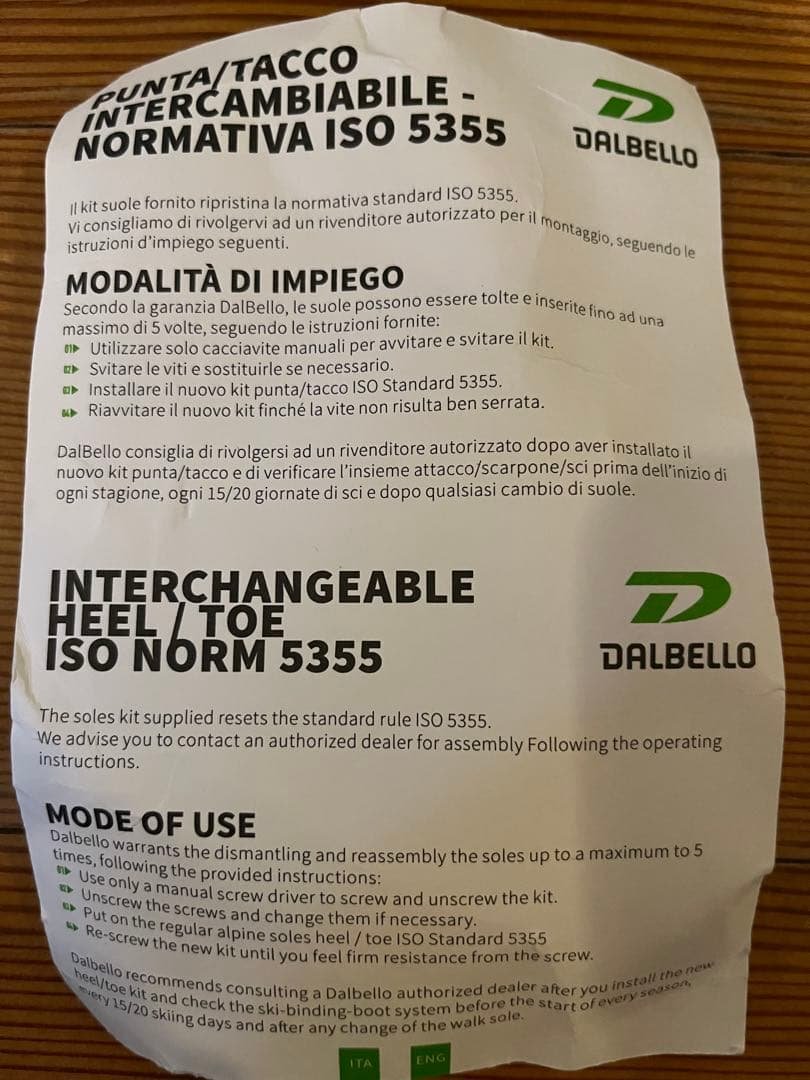 PUNTA/TACCO
INTERCAMBIABILE -
NORMATIVA ISO 5355
DALBELLO
Il kit suole fornito ripristina la normativa standard ISO 5355.
Vi consigliamo di rivolgervi ad un rivenditore autorizzato per il montaggio, seguendo le
istruzioni d'impiego seguenti.
MODALITÀ DI IMPIEGO
Secondo la garanzia DalBello, le suole possono essere tolte e inserite fino ad una
massimo di 5 volte, seguendo le istruzioni fornite:
01 Utilizzare solo cacciavite manuali per avvitare e svitare il kit.
02 Svitare le viti e sostituirle se necessario.
03 Installare il nuovo kit punta/tacco ISO Standard 5355.
04 Riavvitare il nuovo kit finché la vite non risulta ben serrata.
DalBello consiglia di rivolgersi ad un rivenditore autorizzato dopo aver installato il
nuovo kit punta/tacco e di verificare l'insieme attacco/scarpone/sci prima dell'inizio di
ogni stagione, ogni 15/20 giornate di sci e dopo qualsiasi cambio di suole.
INTERCHANGEABLE
HEEL / TOE
ISO NORM 5355
DALBELLO
The soles kit supplied resets the standard rule ISO 5355.
We advise you to contact an authorized dealer for assembly Following the operating
instructions.
MODE OF USE
Dalbello warrants the dismantling and reassembly the soles up to a maximum to 5
times, following the provided instructions:
01 Use only a manual screw driver to screw and unscrew the kit.
02 Unscrew the screws and change them if necessary.
03 Put on the regular alpine soles heel / toe ISO Standard 5355
04 Re-screw the new kit until you feel firm resistance from the screw.
Dalbello recommends consulting a Dalbello authorized dealer after you install the new
heel/toe kit and check the ski-binding-boot system before the start of every season,
every 15/20 skiing days and after any change of the walk sole.
ITA ENG